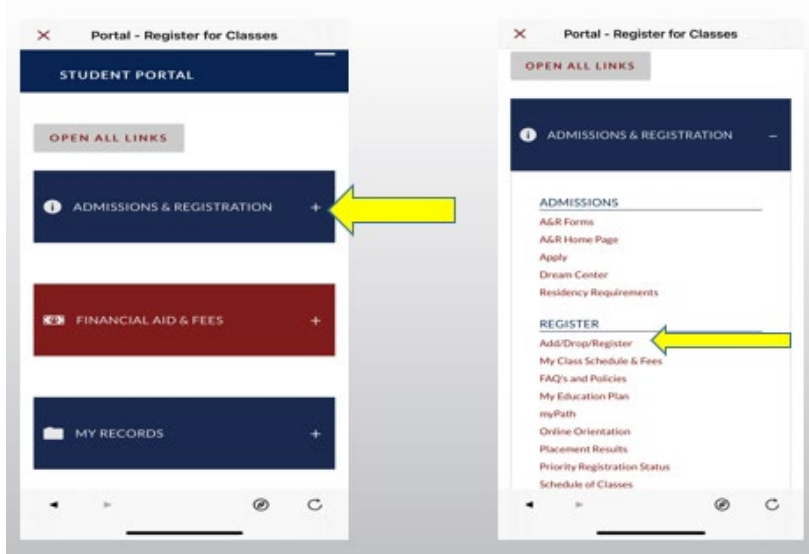 Portal - Register for Classes
STUDENT PORTAL
OPEN ALL LINKS
ADMISSIONS & REGISTRATION
FINANCIAL AID & FEES
MY RECORDS
Portal - Register for Classes
OPEN ALL LINKS
ADMISSIONS & REGISTRATION
ADMISSIONS
A&R Forms
A&R Home Page
Apply
Dream Center
Residency Requirements
REGISTER
Add/Drop/Register
My Class Schedule & Fees
FAQ's and Policies
My Education Plan
myPath
Online Orientation
Placement Results
Priority Registration Status
Schedule of Classes